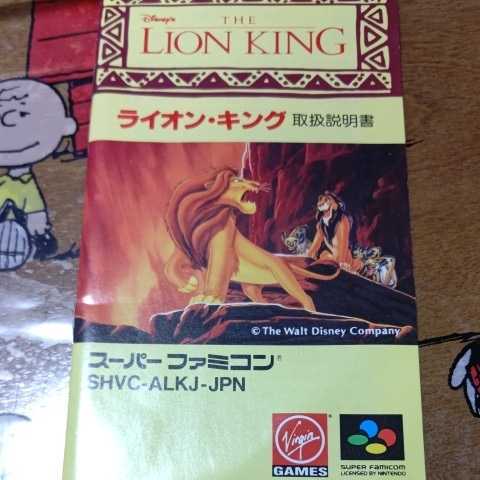 Disney's
THE
LION KING
ライオン・キング 取扱説明書
© The Walt Disney Company
スーパーファミコン®
SHVC-ALKJ-JPN
Virgin
GAMES
SUPER FAMICOM
LICENSED BY NINTENDO